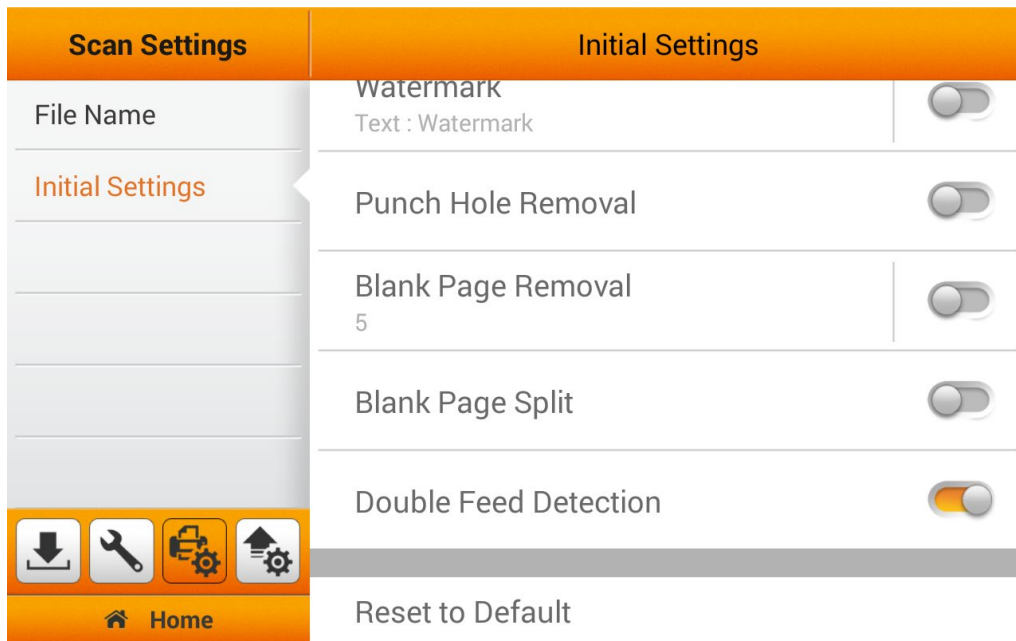 Scan Settings
Initial Settings
File Name
Initial Settings
Home
Watermark
Text : Watermark
Punch Hole Removal
Blank Page Removal
5
Blank Page Split
Double Feed Detection
Reset to Default